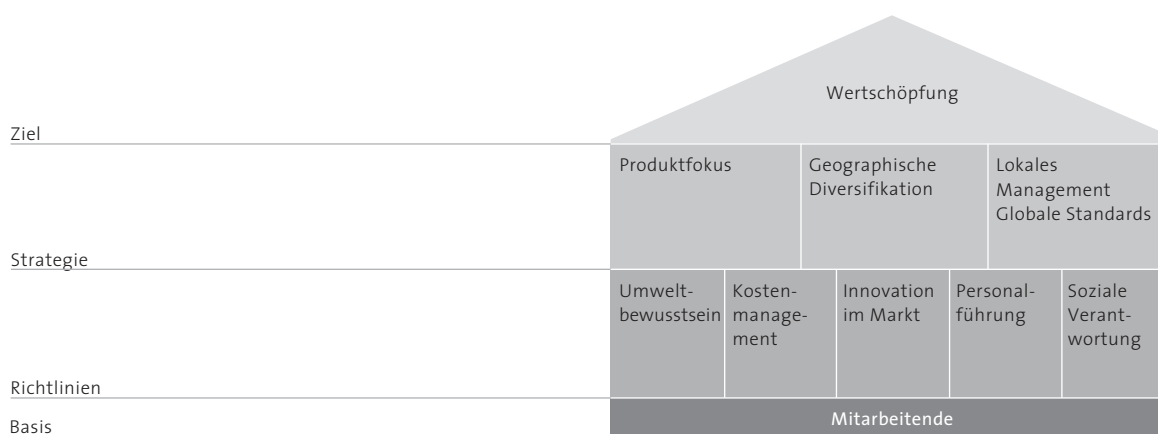 Wertschöpfung
Ziel
Produktfokus
Geographische
Diversifikation
Lokales
Management
Globale Standards
Strategie
Umwelt-
bewusstsein
Kosten-
manage-
ment
Innovation
im Markt
Personal-
führung
Soziale
Verant-
wortung
Richtlinien
Basis
Mitarbeitende